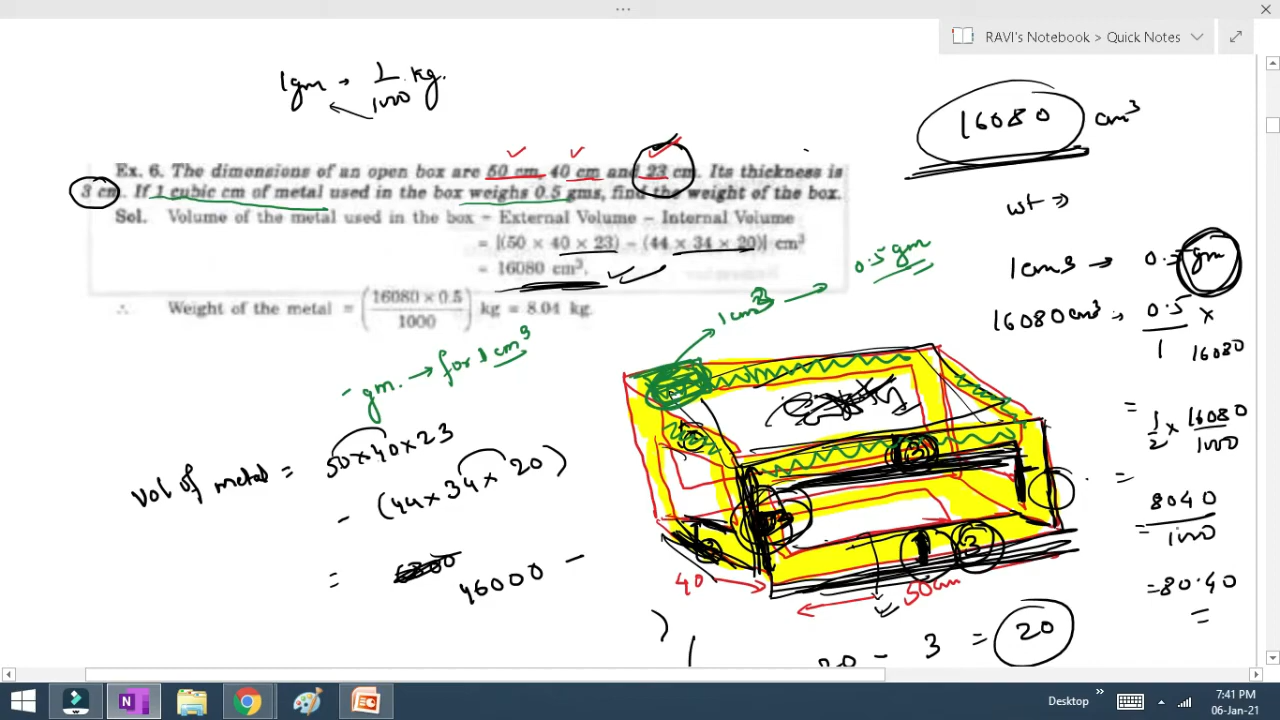 RAVI's Notebook > Quick Notes
1gm → 1/1000 kg.
16080 cm³
Ex. 6. The dimensions of an open box are 50 cm, 40 cm and 23 cm. Its thickness is
3 cm. If 1 cubic cm of metal used in the box weighs 0.5 gms, find the weight of the box.
Sol. Volume of the metal used in the box = External Volume − Internal Volume
= [(50 × 40 × 23) − (44 × 34 × 20)] cm³
= 16080 cm³.
∴ Weight of the metal = (16080 × 0.5 / 1000) kg = 8.04 kg.
wt ⇒
1cm3 → 0.5 gm
16080cm³ → 0.5/1 × 16080
= 1/2 × 16080/1000
= 8040/1000
= 80.40
=
1cm3 → 0.5gm
- gm. → for 1 cm³
Vol of metal = 50×40×23
- (44×34×20)
= 46000 -
3
3
40
50cm
20 - 3 = 20
)
Desktop
7:41 PM
06-Jan-21